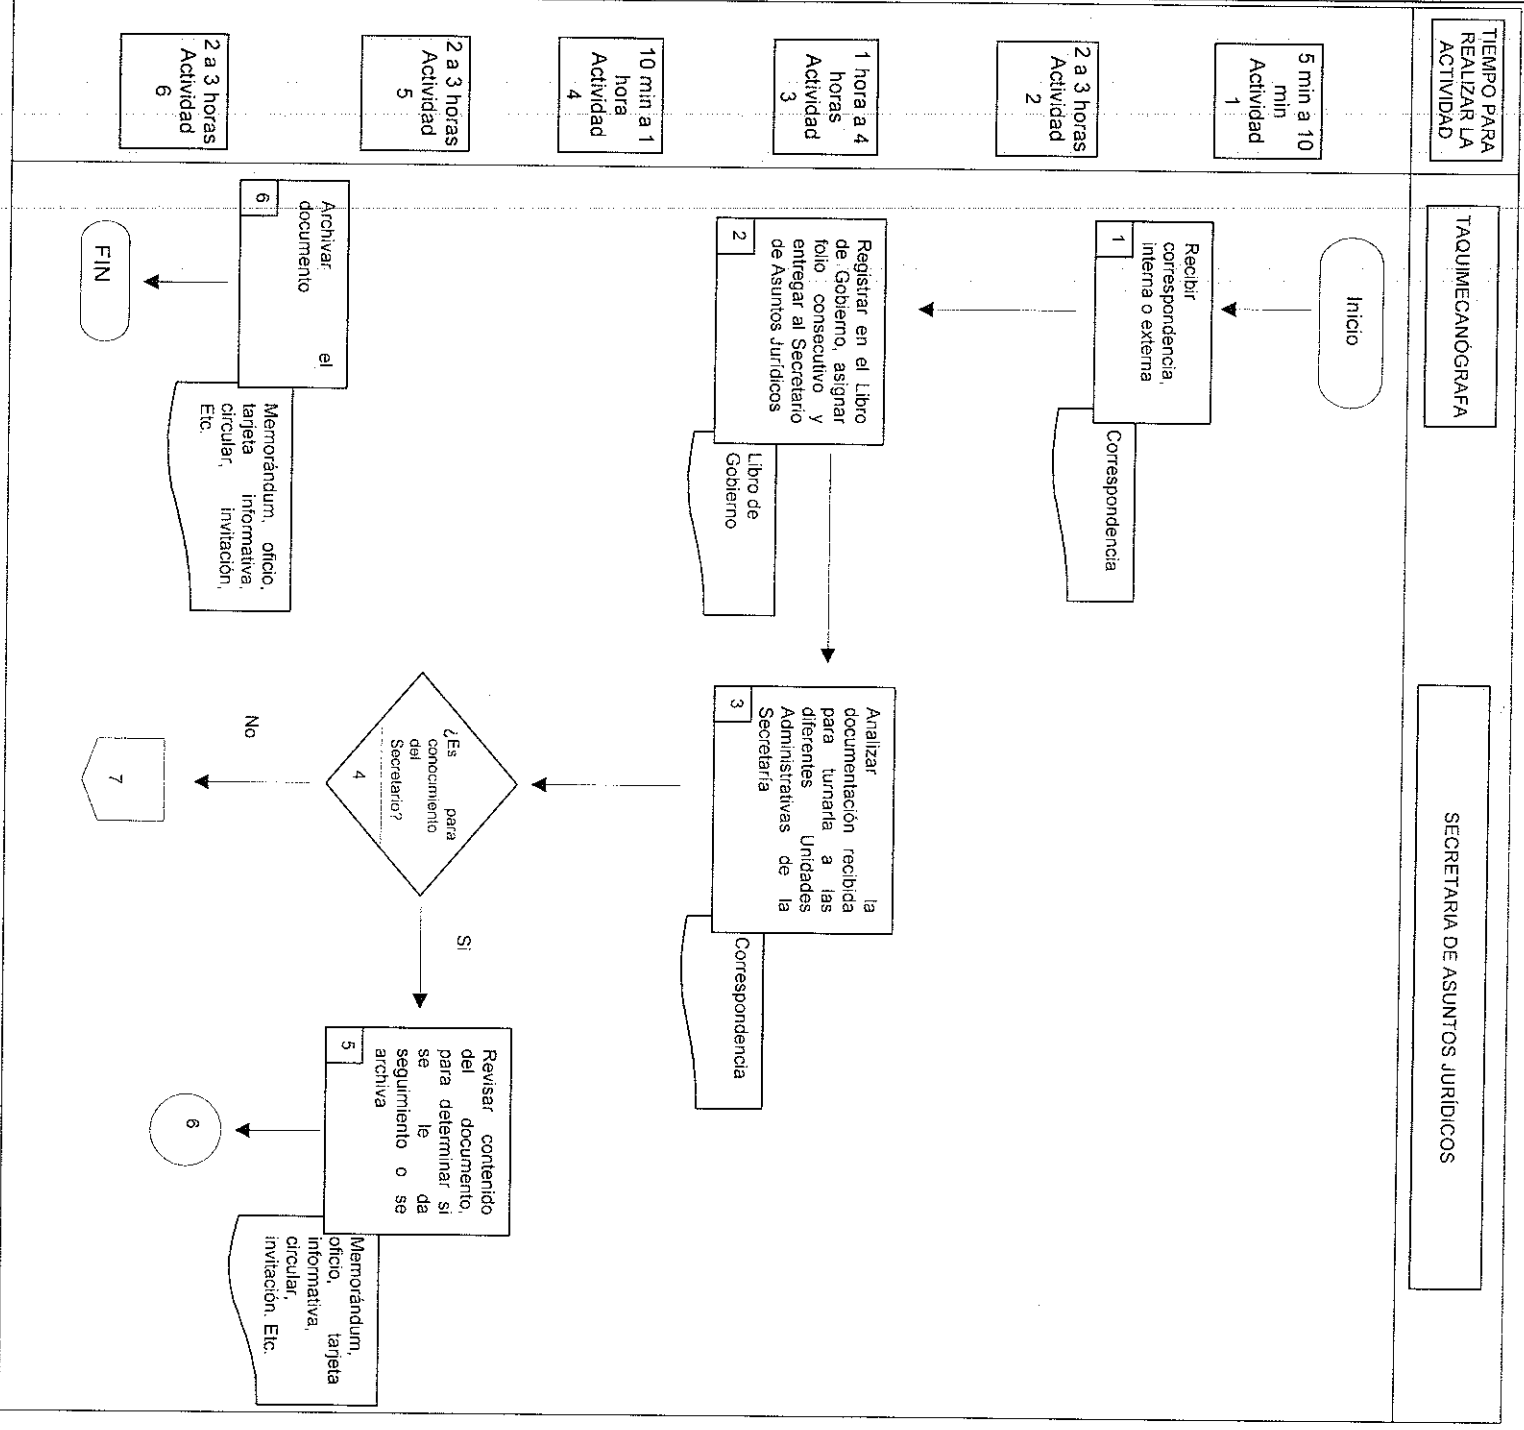 TIEMPO PARA
REALIZAR LA
ACTIVIDAD
TAQUIMECANÓGRAFA
SECRETARIA DE ASUNTOS JURÍDICOS
5 min a 10
min
Actividad
1
Inicio
Recibir
correspondencia,
interna o externa
1
Correspondencia
2 a 3 horas
Actividad
2
Registrar en el Libro
de Gobierno, asignar
folio consecutivo y
entregar al Secretario
de Asuntos Jurídicos
2
Libro de
Gobierno
1 hora a 4
horas
Actividad
3
Analizar la
documentación recibida
para turnarla a las
diferentes Unidades
Administrativas de la
Secretaría
3
Correspondencia
10 min a 1
hora
Actividad
4
¿Es para
conocimiento
del
Secretario?
4
Si
No
7
2 a 3 horas
Actividad
5
Revisar contenido
del documento,
para determinar si
se le da
seguimiento o se
archiva
5
Memorándum,
oficio, tarjeta
informativa,
circular,
invitación. Etc.
6
2 a 3 horas
Actividad
6
Archivar el
documento
6
Memorándum, oficio,
tarjeta informativa,
circular, invitación,
Etc.
FIN